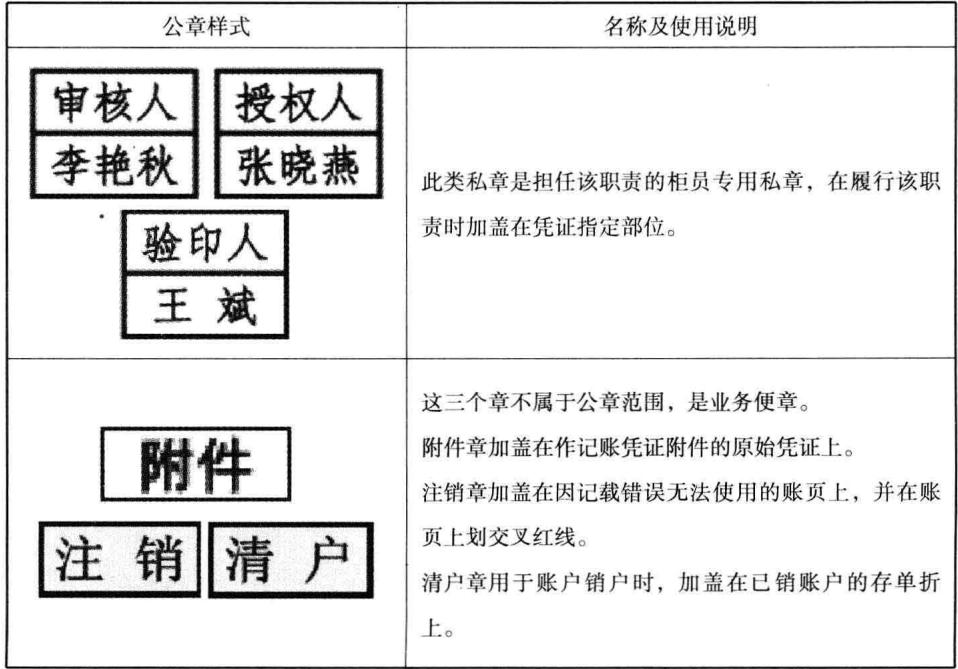 公章样式
名称及使用说明
审核人
李艳秋
授权人
张晓燕
验印人
王 斌
此类私章是担任该职责的柜员专用私章，在履行该职
责时加盖在凭证指定部位。
附件
注 销
清 户
这三个章不属于公章范围，是业务便章。
附件章加盖在作记账凭证附件的原始凭证上。
注销章加盖在因记载错误无法使用的账页上，并在账
页上划交叉红线。
清户章用于账户销户时，加盖在已销账户的存单折
上。